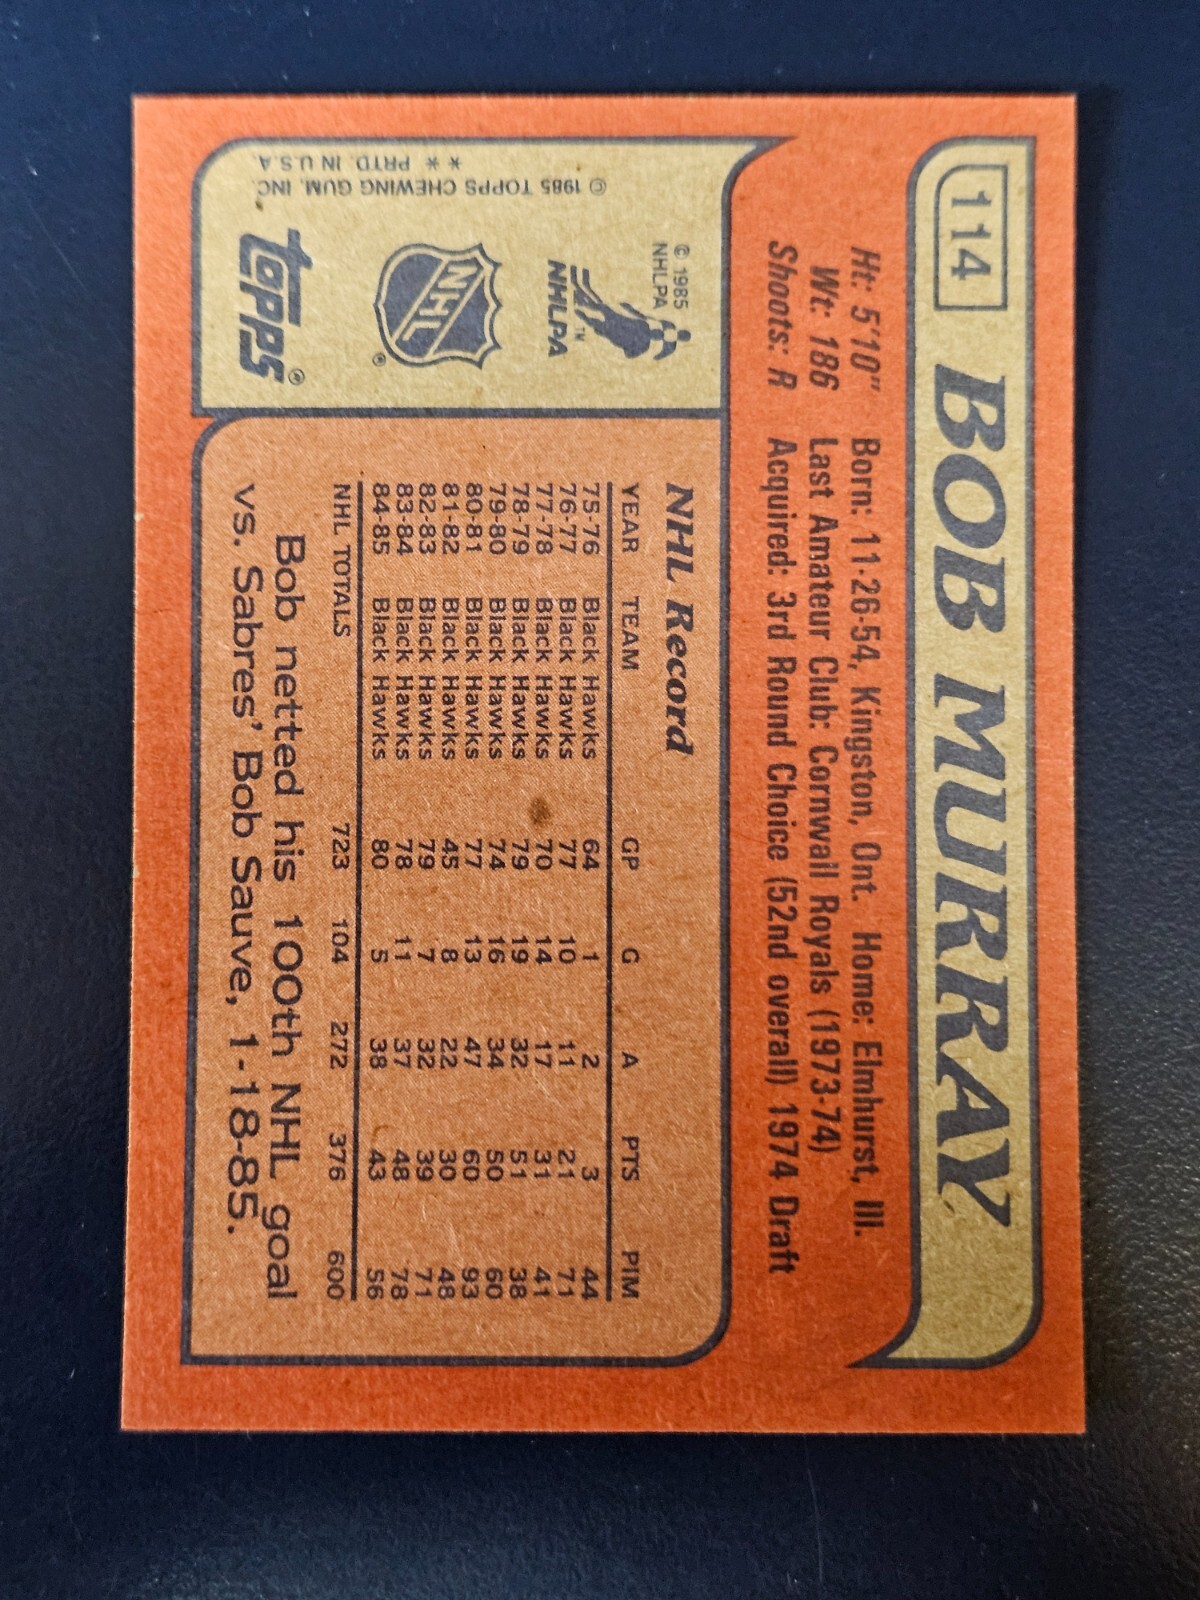 114 BOB MURRAY
Ht: 5'10" Born: 11-26-54, Kingston, Ont. Home: Elmhurst, Ill.
Wt: 186 Last Amateur Club: Cornwall Royals (1973-74)
Shoots: R Acquired: 3rd Round Choice (52nd overall) 1974 Draft
© 1985
NHLPA
NHLPA™
NHL®
topps®
© 1985 TOPPS CHEWING GUM, INC.
** PRTD. IN U.S.A.
NHL Record
YEAR TEAM GP G A PTS PIM
75-76 Black Hawks 64 1 2 3 44
76-77 Black Hawks 77 10 11 21 71
77-78 Black Hawks 70 14 17 31 41
78-79 Black Hawks 79 19 32 51 38
79-80 Black Hawks 74 16 34 50 60
80-81 Black Hawks 77 13 47 60 93
81-82 Black Hawks 45 8 22 30 48
82-83 Black Hawks 79 7 32 39 71
83-84 Black Hawks 78 11 37 48 78
84-85 Black Hawks 80 5 38 43 56
NHL TOTALS 723 104 272 376 600
Bob netted his 100th NHL goal
vs. Sabres' Bob Sauve, 1-18-85.